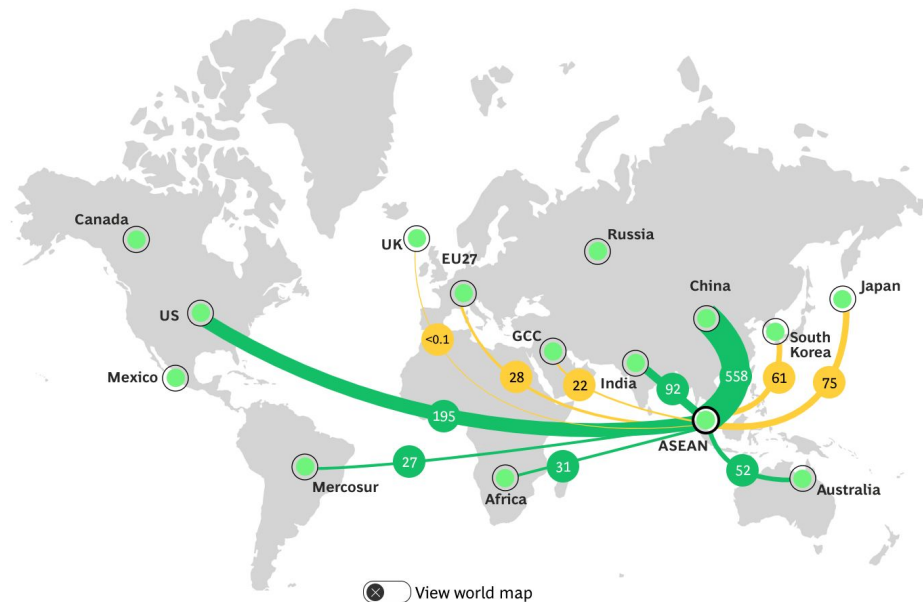 Canada
UK
EU27
Russia
China
Japan
US
<0.1
GCC
South
Korea
Mexico
28
22
India
92
558
61
75
195
ASEAN
27
31
52
Mercosur
Africa
Australia
View world map